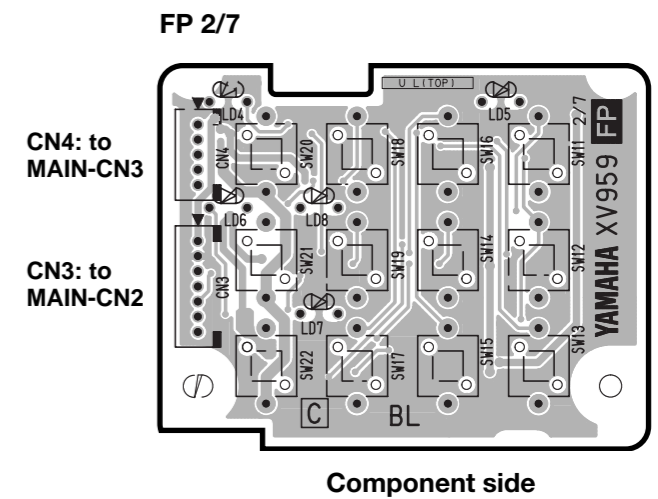 FP 2/7
U L(TOP)
LD4
LD5
CN4: to
MAIN-CN3
CN4
SW20
SW18
SW16
SW11
2/7
FP
LD6
LD8
CN3: to
MAIN-CN2
CN3
SW21
SW19
SW14
SW12
YAMAHA XV959
LD7
SW22
SW17
SW15
SW13
C
BL
Component side